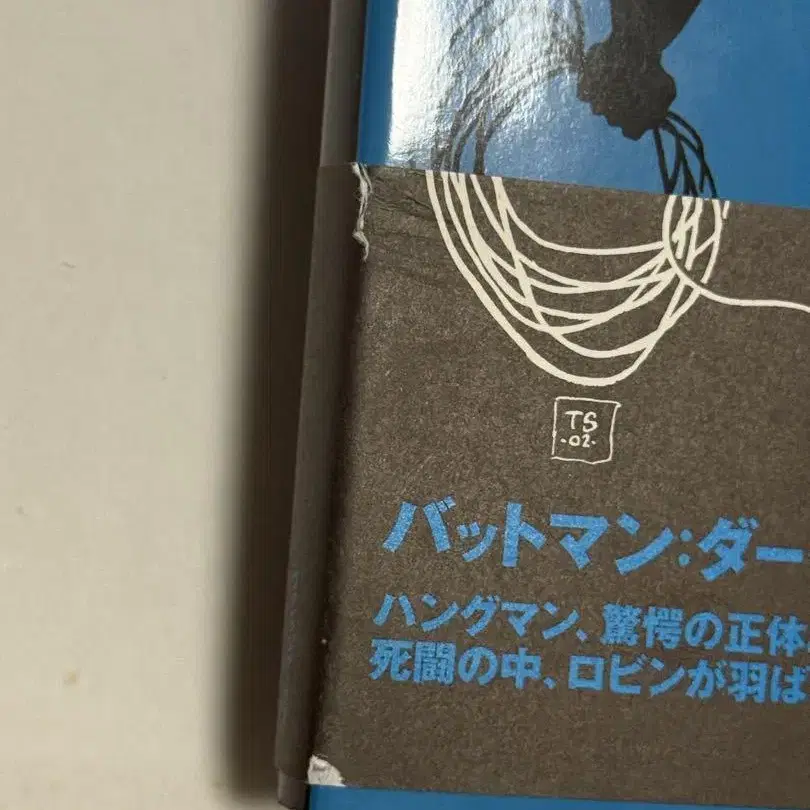 TS
-02-
バットマン:ダー
ハングマン、驚愕の正体
死闘の中、ロビンが羽ば